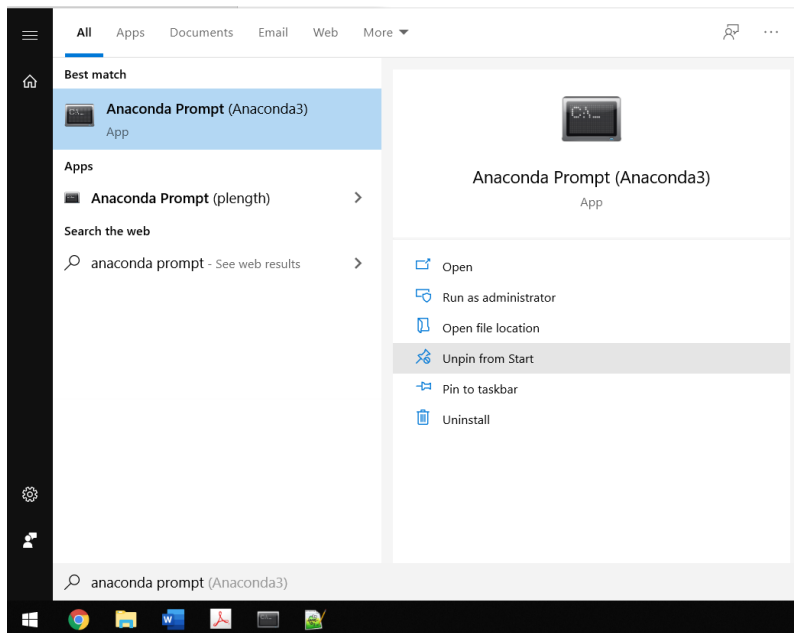 All Apps Documents Email Web More
Best match
Anaconda Prompt (Anaconda3)
App
Apps
Anaconda Prompt (plength)
Search the web
anaconda prompt - See web results
Anaconda Prompt (Anaconda3)
App
Open
Run as administrator
Open file location
Unpin from Start
Pin to taskbar
Uninstall
anaconda prompt (Anaconda3)